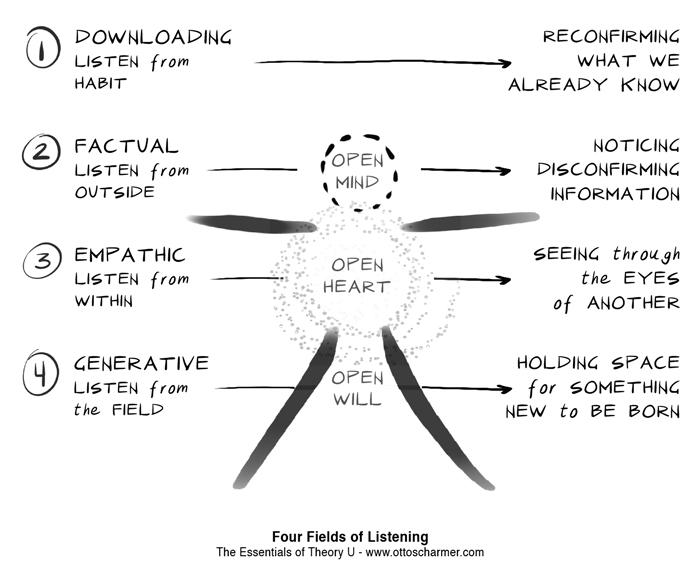 1 DOWNLOADING
LISTEN from
HABIT
RECONFIRMING
WHAT WE
ALREADY KNOW
2 FACTUAL
LISTEN from
OUTSIDE
OPEN
MIND
NOTICING
DISCONFIRMING
INFORMATION
3 EMPATHIC
LISTEN from
WITHIN
OPEN
HEART
SEEING through
the EYES
of ANOTHER
4 GENERATIVE
LISTEN from
the FIELD
OPEN
WILL
HOLDING SPACE
for SOMETHING
NEW to BE BORN
Four Fields of Listening
The Essentials of Theory U - www.ottoscharmer.com